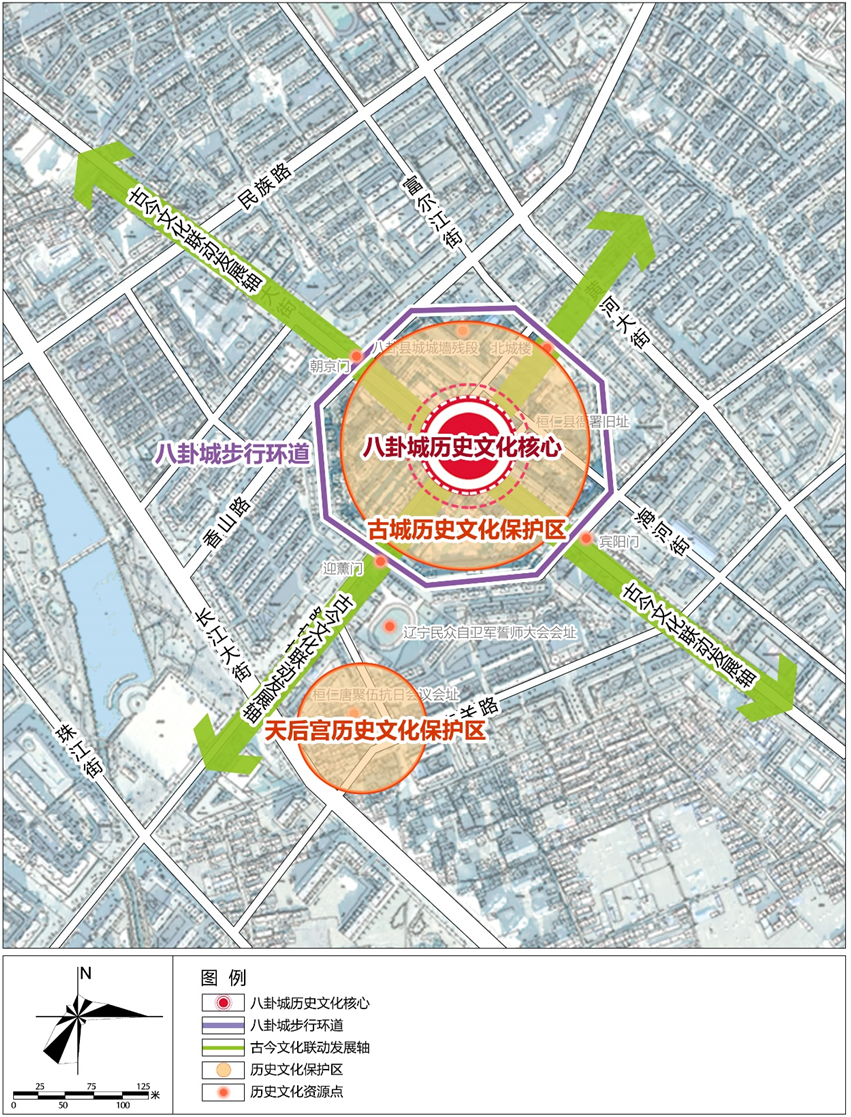 民族路
富尔江街
古今文化联动发展轴
大街
黄河大街
八卦县城城墙残段
北城楼
朝京门
桓仁县衙署旧址
八卦城步行环道
八卦城历史文化核心
香山路
古城历史文化保护区
海河街
宾阳门
迎薰门
古今文化联动发展轴
古今文化联动发展轴
长江大街
辽宁民众自卫军誓师大会会址
桓仁唐聚伍抗日会议会址
天后宫历史文化保护区
长路
珠江街
N
25 75 125
米
0 50 100
图 例
八卦城历史文化核心
八卦城步行环道
古今文化联动发展轴
历史文化保护区
历史文化资源点